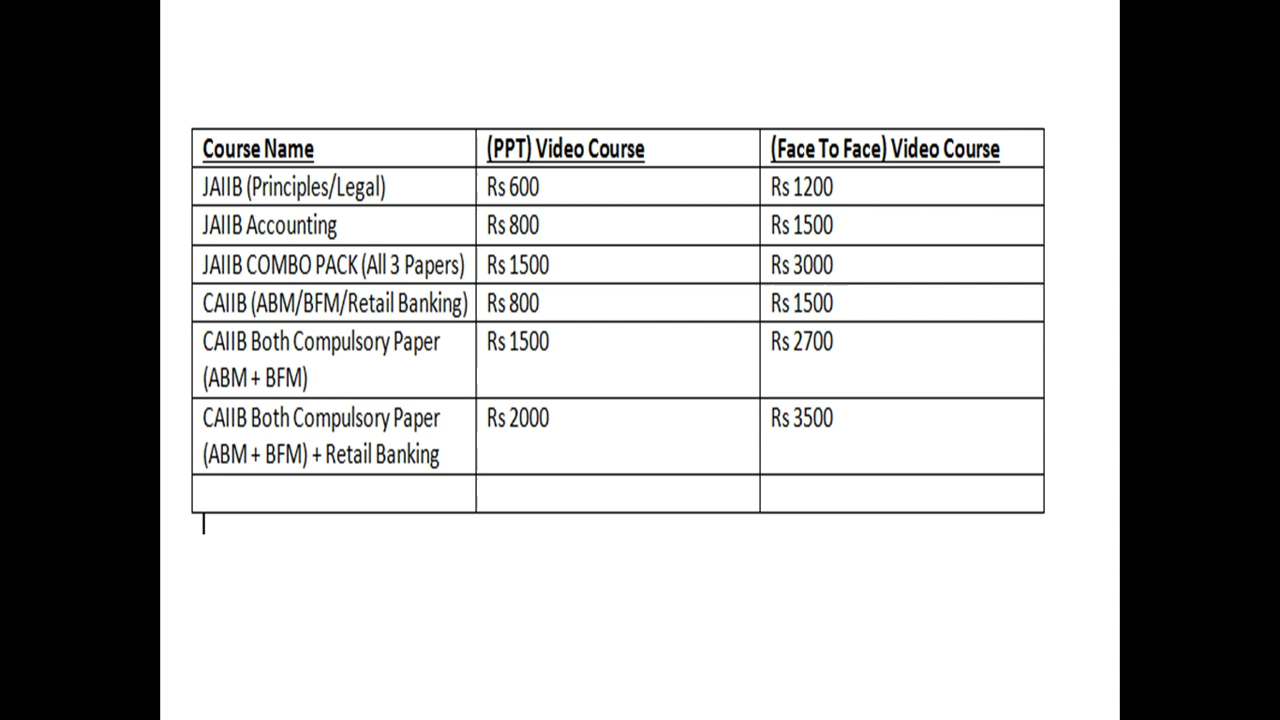 Course Name (PPT) Video Course (Face To Face) Video Course
JAIIB (Principles/Legal) Rs 600 Rs 1200
JAIIB Accounting Rs 800 Rs 1500
JAIIB COMBO PACK (All 3 Papers) Rs 1500 Rs 3000
CAIIB (ABM/BFM/Retail Banking) Rs 800 Rs 1500
CAIIB Both Compulsory Paper Rs 1500 Rs 2700
(ABM + BFM)
CAIIB Both Compulsory Paper Rs 2000 Rs 3500
(ABM + BFM) + Retail Banking